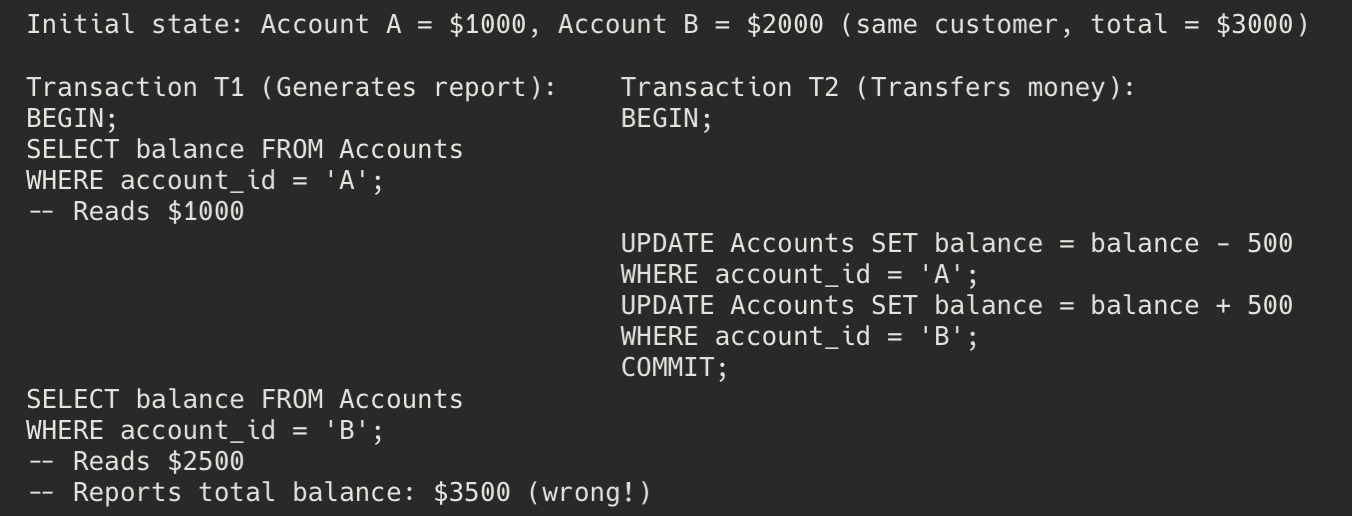 Initial state: Account A = $1000, Account B = $2000 (same customer, total = $3000)
Transaction T1 (Generates report):    Transaction T2 (Transfers money):
BEGIN;                                BEGIN;
SELECT balance FROM Accounts
WHERE account_id = 'A';
-- Reads $1000
                                      UPDATE Accounts SET balance = balance - 500
                                      WHERE account_id = 'A';
                                      UPDATE Accounts SET balance = balance + 500
                                      WHERE account_id = 'B';
                                      COMMIT;
SELECT balance FROM Accounts
WHERE account_id = 'B';
-- Reads $2500
-- Reports total balance: $3500 (wrong!)